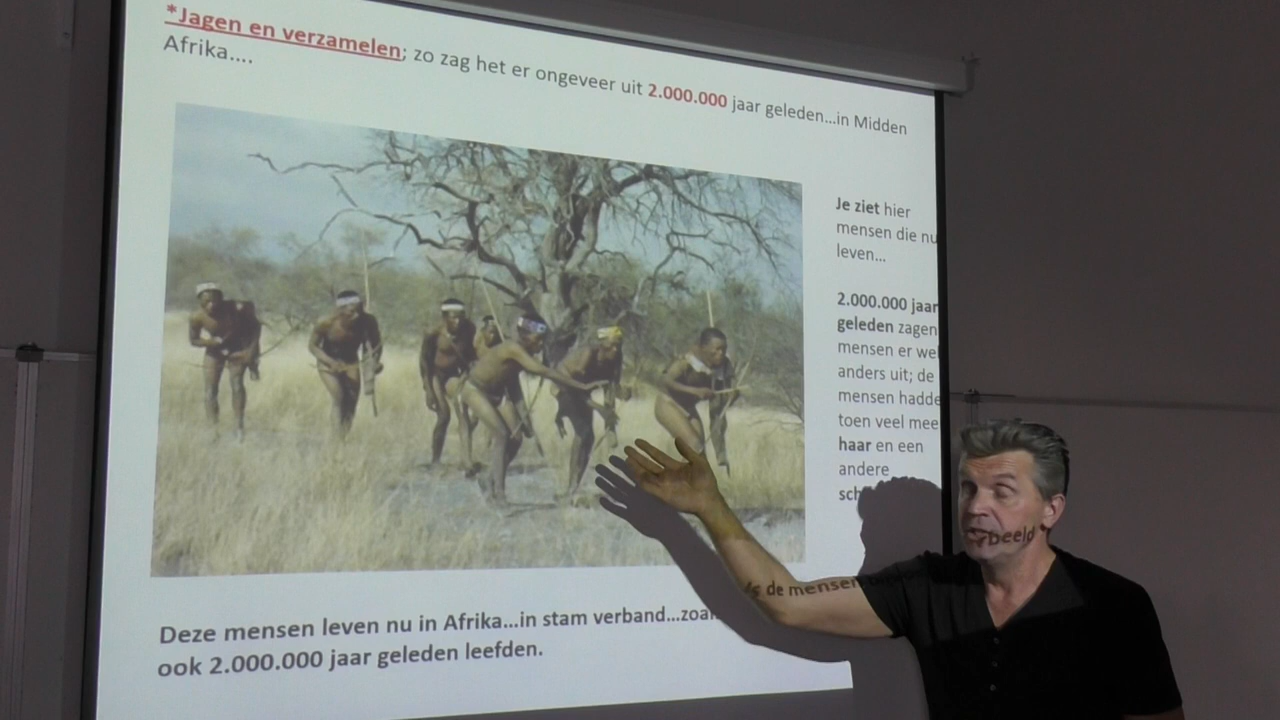 *Jagen en verzamelen; zo zag het er ongeveer uit 2.000.000 jaar geleden...in Midden
Afrika....
Je ziet hier
mensen die nu
leven...
2.000.000 jaar
geleden zagen
mensen er
anders uit; de
mensen
toen veel
haar en een
andere
Deze mensen leven nu in Afrika...in stam verband...
ook 2.000.000 jaar geleden leefden.
de mensen
beeld